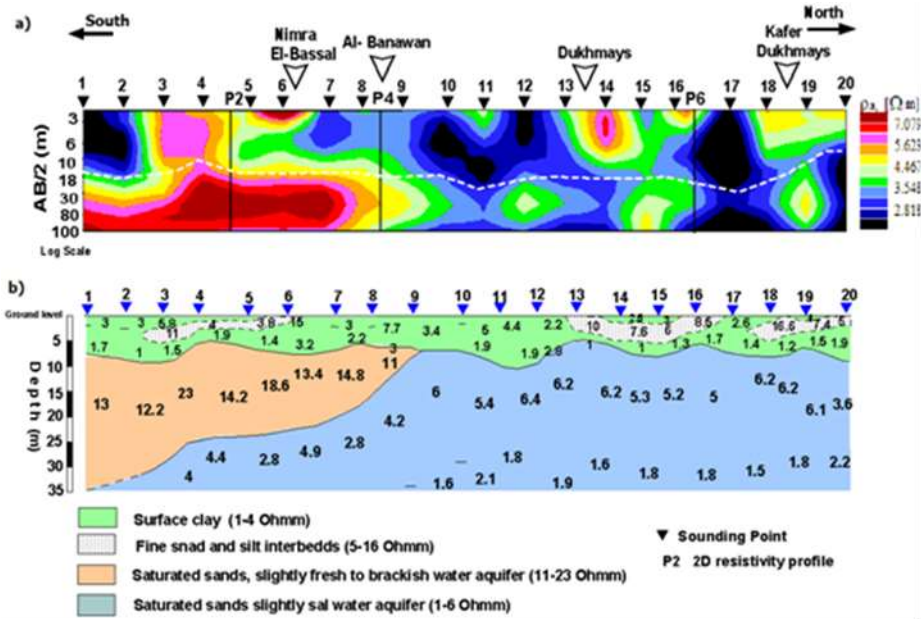 a)
South
North
Nimra
El-Bassal
Al- Banawan
Dukhmays
Kafer
Dukhmays
1 2 3 4 P2 5 6 7 8 P4 9 10 11 12 13 14 15 16 P6 17 18 19 20
[Ω m]
AB/2 (m)
3
6
10
18
30
80
100
7.079
5.623
3.548
2.818
Log Scale
b)
1 2 3 4 5 6 7 8 9 10 11 12 13 14 15 16 17 18 19 20
Ground level
Depth (m)
5
10
15
20
25
30
35
3 3 5.8 4 3.8 15 3 7.7 3.4 5 4.4 2.2 10 7.6 6 8.5 2.6 16.6 7.4
11
1.7 1 1.5 1.9 1.4 3.2 2.2 3 1.9 1.9 2.8 1 1 1.3 1.7 1.4 1.2 1.5 1.9
13 12.2 23 14.2 18.6 13.4 14.8 11
6 5.4 6.4 6.2 6.2 5.3 5.2 5 6.2 6.2 6.1 3.6
4 4.4 2.8 4.9 2.8 4.2
1.6 2.1 1.8 1.9 1.6 1.8 1.8 1.5 1.8 2.2
Surface clay (1-4 Ohmm)
Fine snad and silt interbedds (5-16 Ohmm)
Saturated sands, slightly fresh to brackish water aquifer (11-23 Ohmm)
Saturated sands slightly sal water aquifer (1-6 Ohmm)
Sounding Point
P2 2D resistivity profile